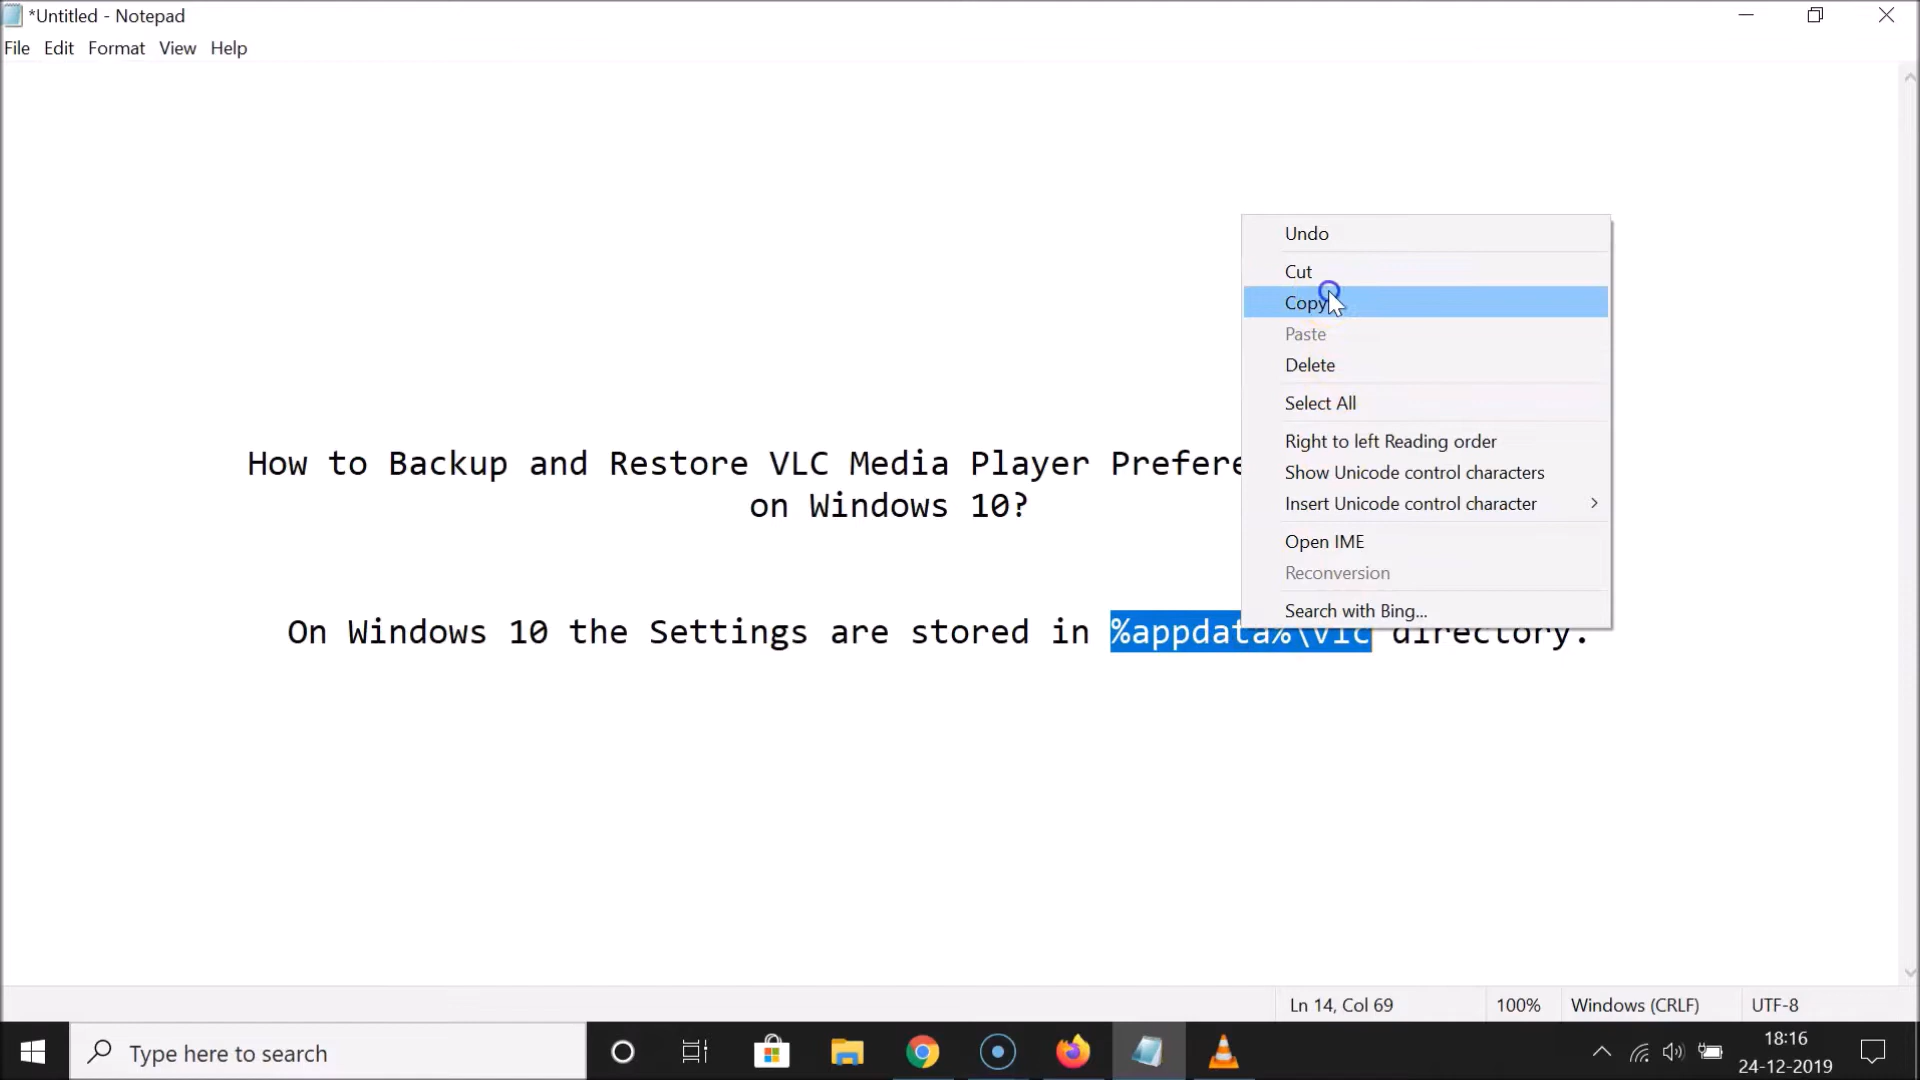 *Untitled - Notepad
File Edit Format View Help
Undo
Cut
Copy
Paste
Delete
Select All
Right to left Reading order
Show Unicode control characters
Insert Unicode control character
Open IME
Reconversion
Search with Bing...
How to Backup and Restore VLC Media Player Prefere
on Windows 10?
On Windows 10 the Settings are stored in %appdata%\vlc directory.
Ln 14, Col 69 100% Windows (CRLF) UTF-8
Type here to search
18:16
24-12-2019